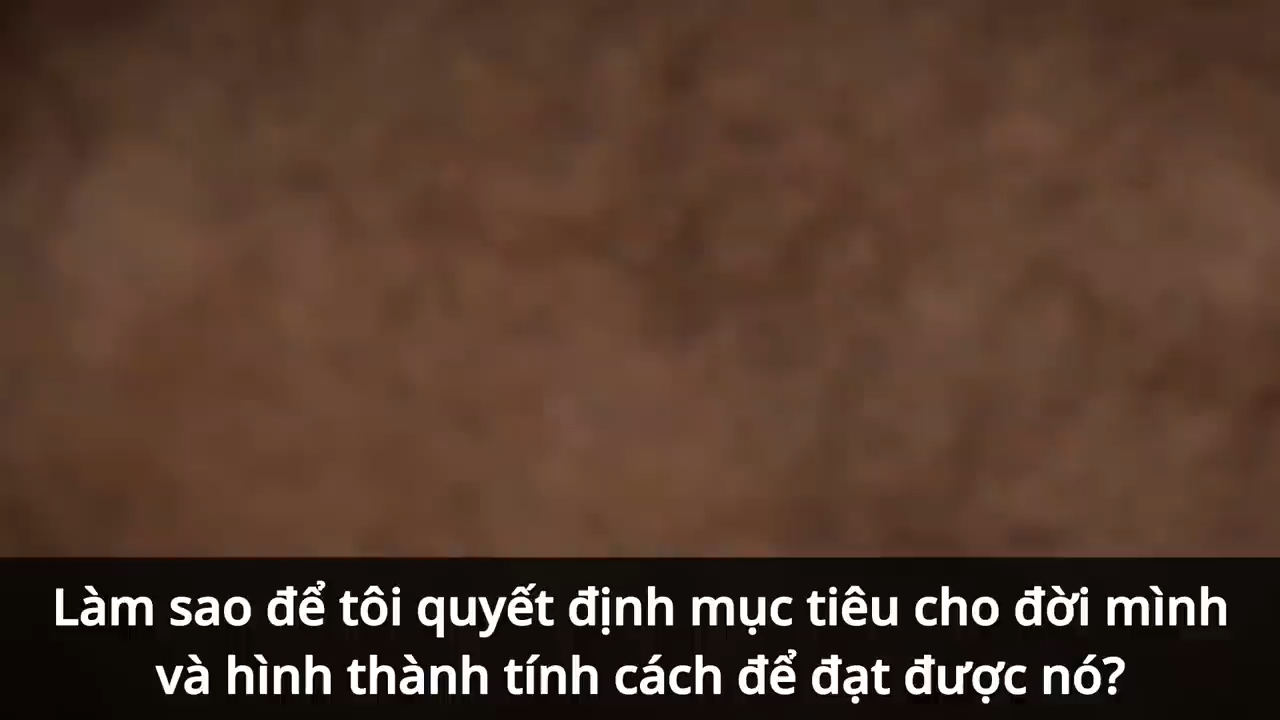 Làm sao để tôi quyết định mục tiêu cho đời mình
và hình thành tính cách để đạt được nó?